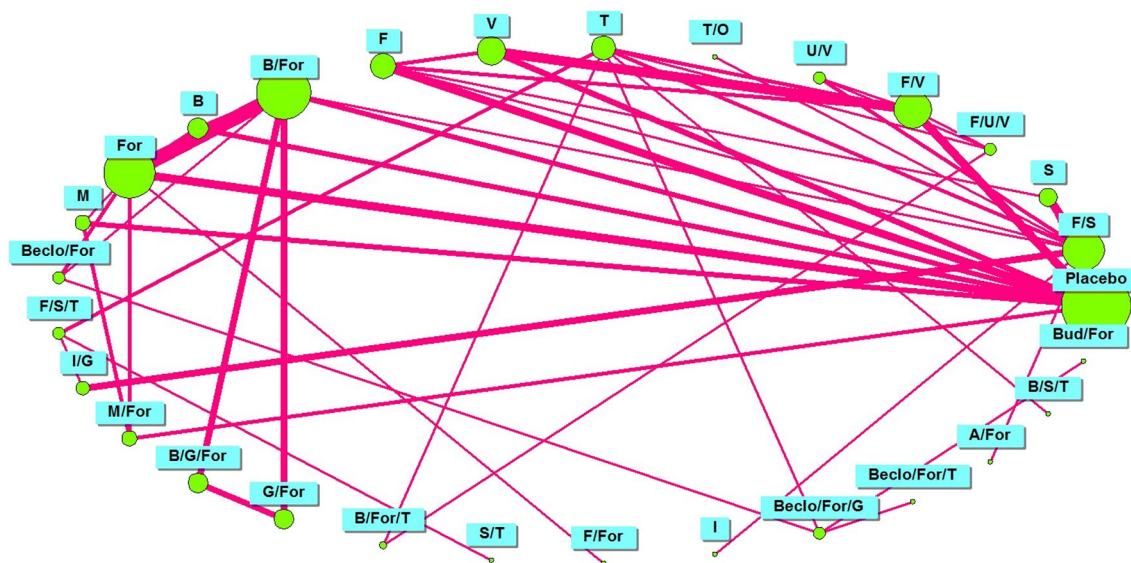 T
T/O
V
F
U/V
B/For
F/V
B
F/U/V
For
S
M
F/S
Beclo/For
Placebo
F/S/T
Bud/For
I/G
B/S/T
M/For
A/For
B/G/For
Beclo/For/T
G/For
Beclo/For/G
B/For/T
S/T
F/For
I